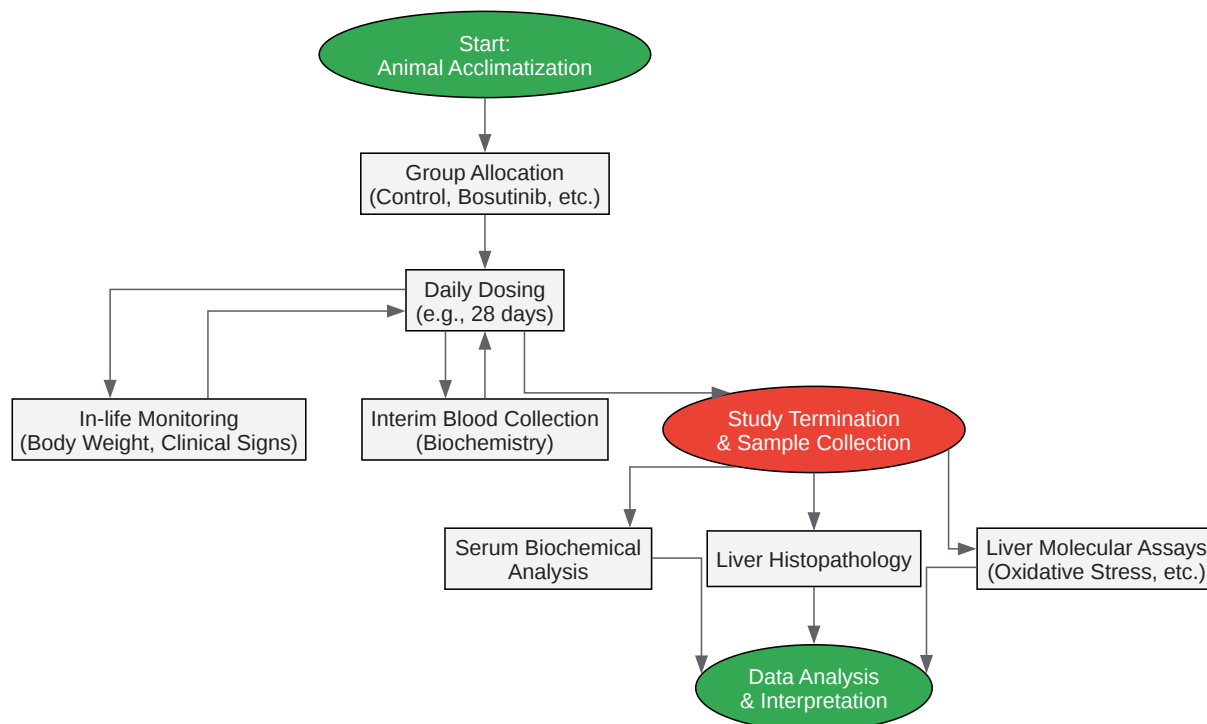 Start:
Animal Acclimatization
Group Allocation
(Control, Bosutinib, etc.)
Daily Dosing
(e.g., 28 days)
In-life Monitoring
(Body Weight, Clinical Signs)
Interim Blood Collection
(Biochemistry)
Study Termination
& Sample Collection
Serum Biochemical
Analysis
Liver Histopathology
Liver Molecular Assays
(Oxidative Stress, etc.)
Data Analysis
& Interpretation